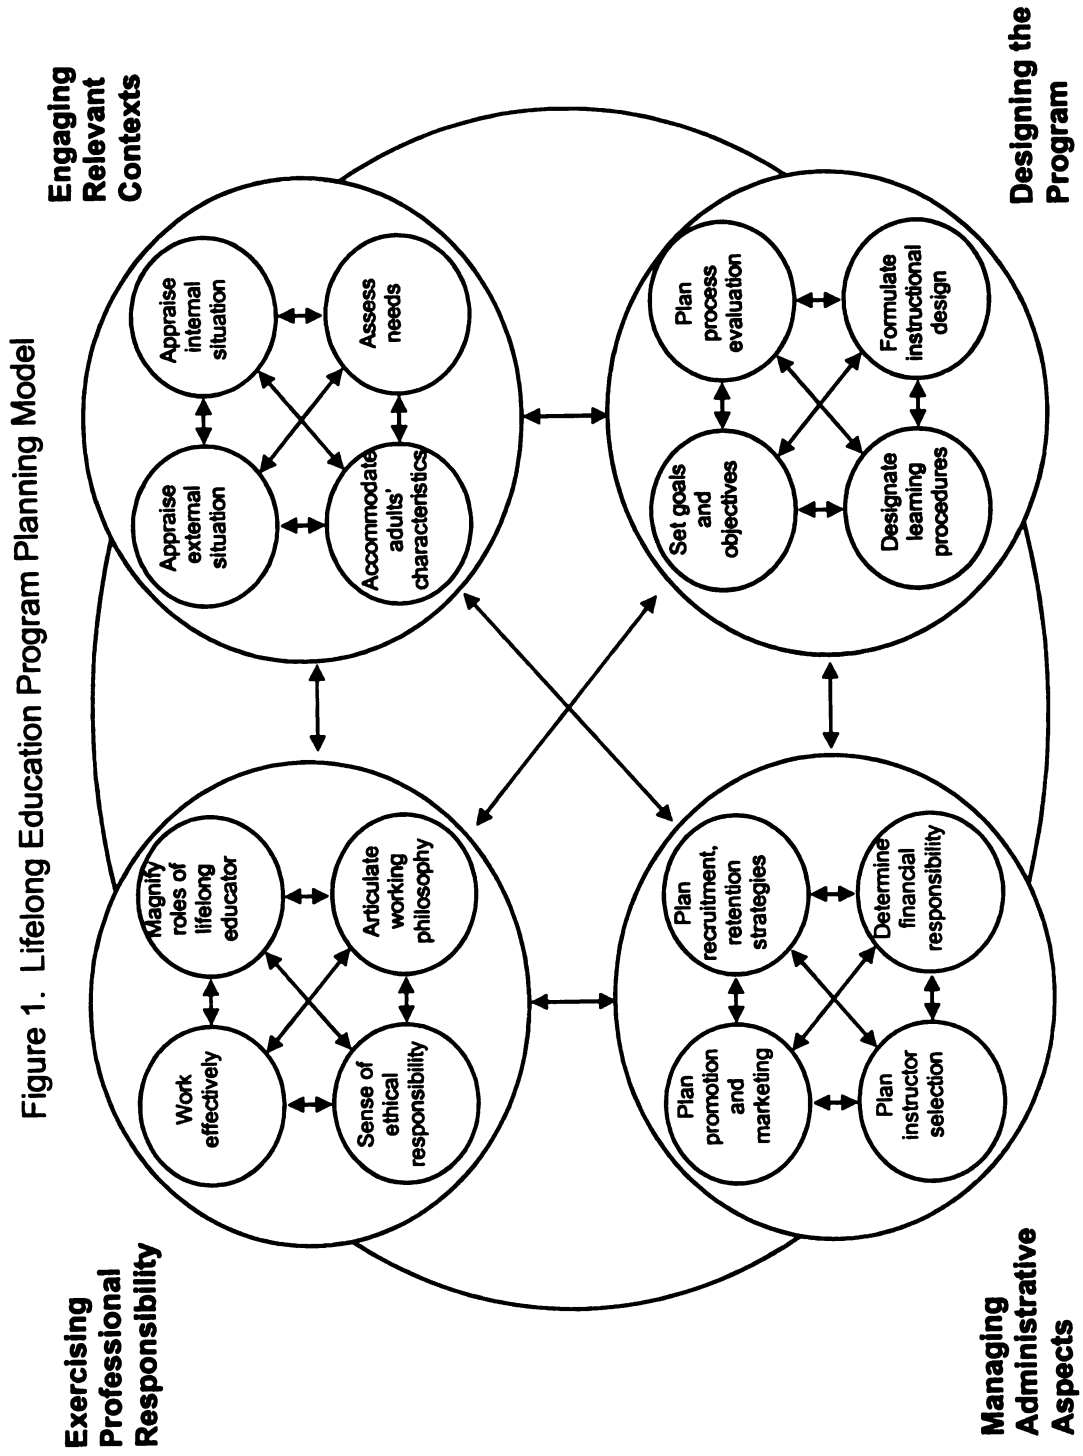 Figure 1. Lifelong Education Program Planning Model
Exercising
Professional
Responsibility
Engaging
Relevant
Contexts
Work
effectively
Magnify
roles of
lifelong
educator
Sense of
ethical
responsibility
Articulate
working
philosophy
Appraise
external
situation
Appraise
internal
situation
Accommodate
adults'
characteristics
Assess
needs
Plan
promotion
and
marketing
Plan
recruitment,
retention
strategies
Plan
instructor
selection
Determine
financial
responsibility
Set goals
and
objectives
Plan
process
evaluation
Designate
learning
procedures
Formulate
instructional
design
Managing
Administrative
Aspects
Designing the
Program